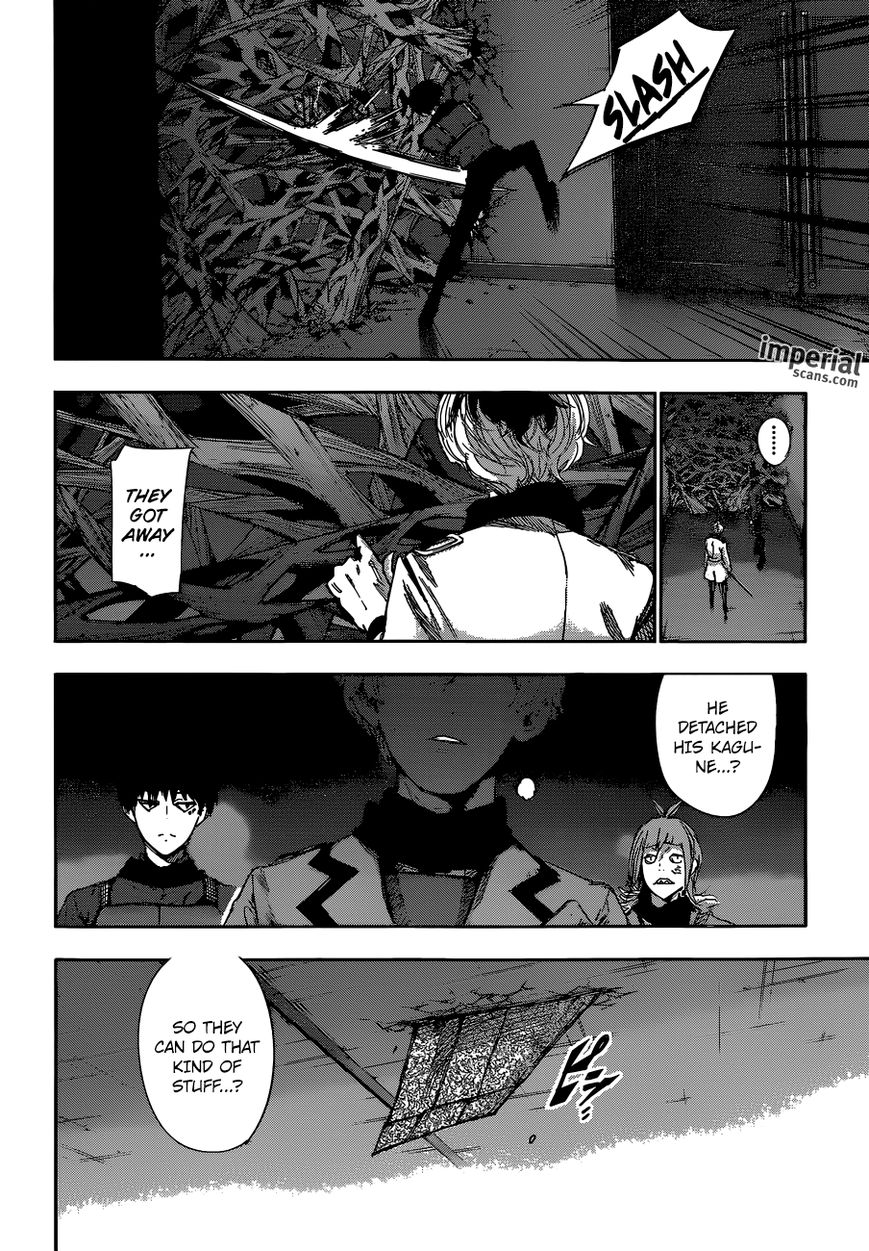 SLASH
imperial
scans.com
......
THEY
GOT
AWAY
...
HE
DETACHED
HIS KAGU-
NE...?
SO THEY
CAN DO THAT
KIND OF
STUFF...?